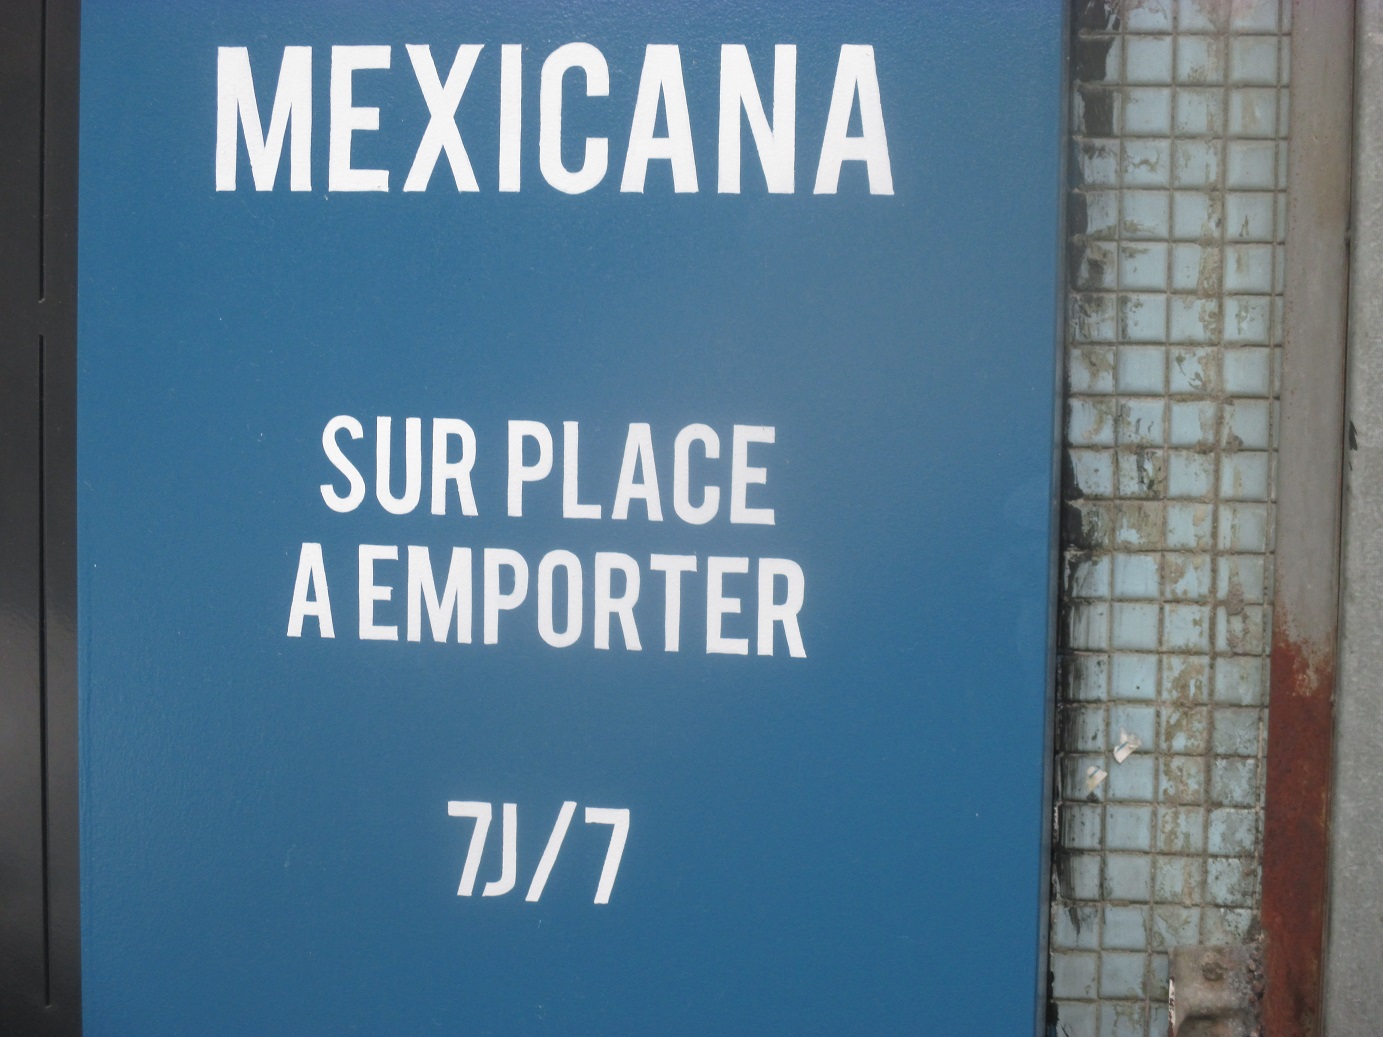 MEXICANA
SUR PLACE
A EMPORTER
7J/7